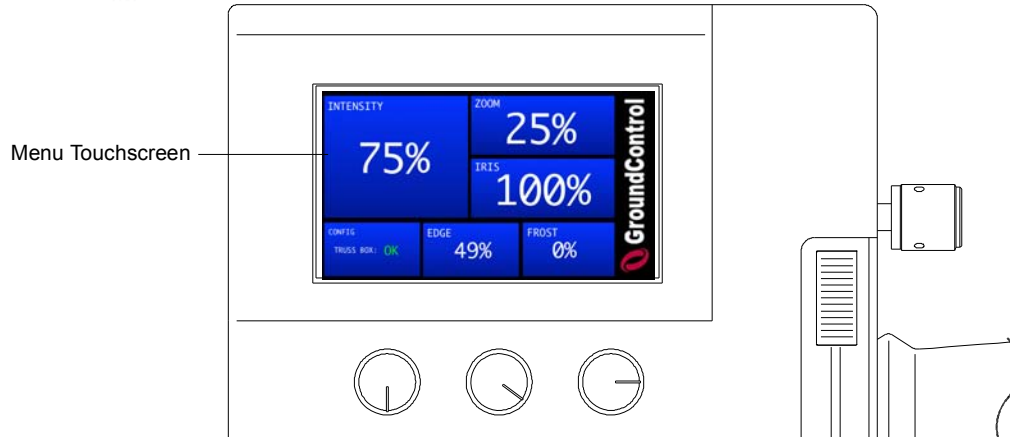 Menu Touchscreen
INTENSITY
75%
ZOOM
25%
IRIS
100%
CONFIG
TRUSS BOX: OK
EDGE
49%
FROST
0%
GroundControl